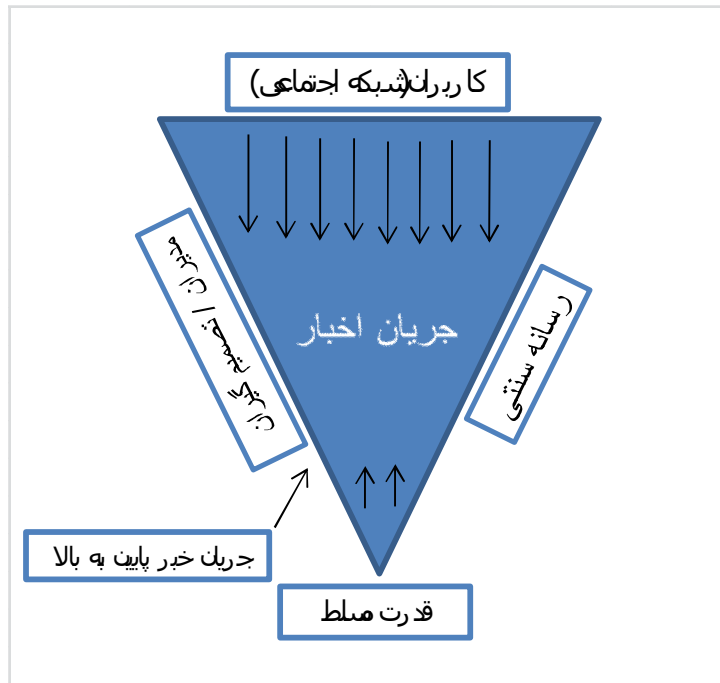 کاربران(شبکه اجتماعی)
مدیران / تصمیم گیران
جریان اخبار
رسانه سنتی
جریان خبر پایین به بالا
قدرت مسلط